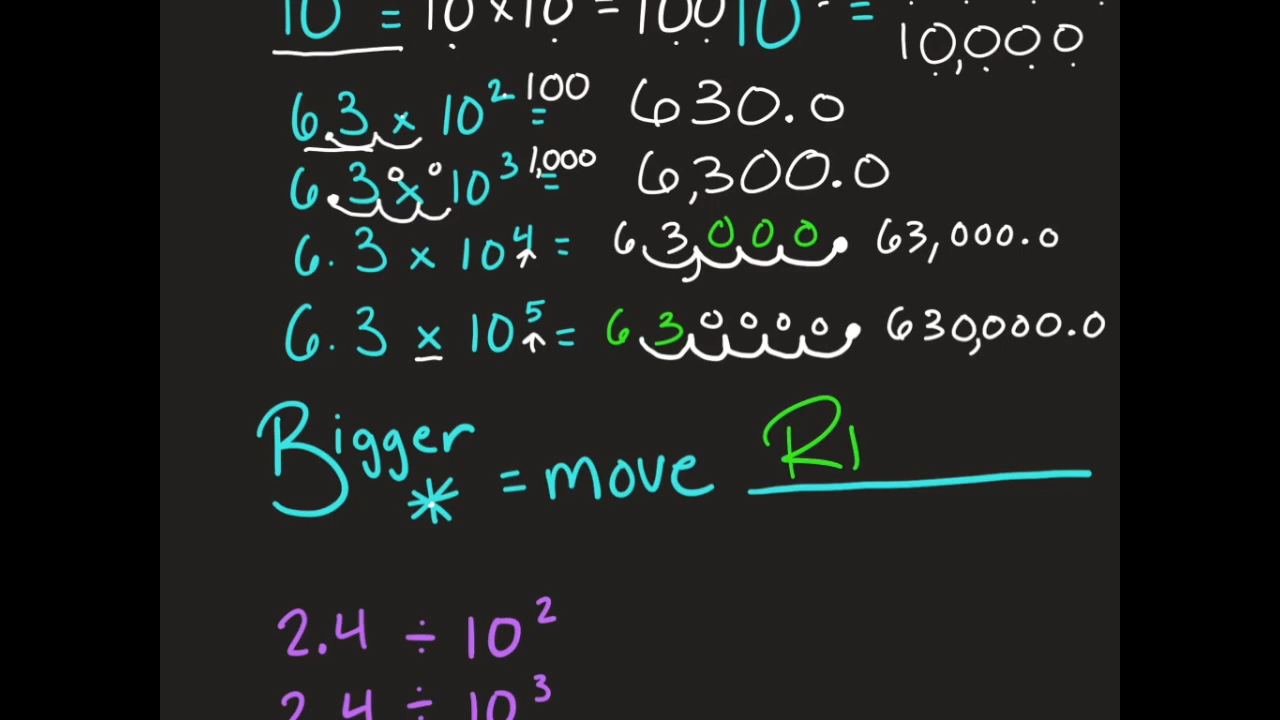 10 = 10 × 10 = 100 10 =
10,000
6.3 × 10² = 100 630.0
6.3 × 10³ = 1,000 6,300.0
6.3 × 10⁴ = 63,000 63,000.0
6.3 × 10⁵ = 630000 630,000.0
Bigger * = move RI
2.4 ÷ 10²
2.4 ÷ 10³